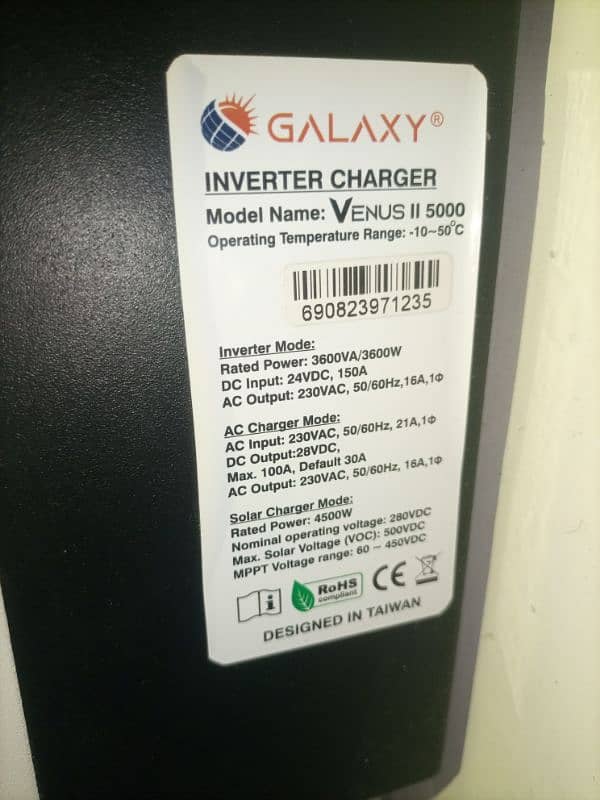 GALAXY®
INVERTER CHARGER
Model Name: VENUS II 5000
Operating Temperature Range: -10~50°C
690823971235
Inverter Mode:
Rated Power: 3600VA/3600W
DC Input: 24VDC, 150A
AC Output: 230VAC, 50/60Hz,16A,1Φ
AC Charger Mode:
AC Input: 230VAC, 50/60Hz, 21A,1Φ
DC Output:28VDC,
Max. 100A, Default 30A
AC Output: 230VAC, 50/60Hz, 16A,1Φ
Solar Charger Mode:
Rated Power: 4500W
Nominal operating voltage: 280VDC
Max. Solar Voltage (VOC): 500VDC
MPPT Voltage range: 60 ~ 450VDC
i RoHS CE
compliant
DESIGNED IN TAIWAN